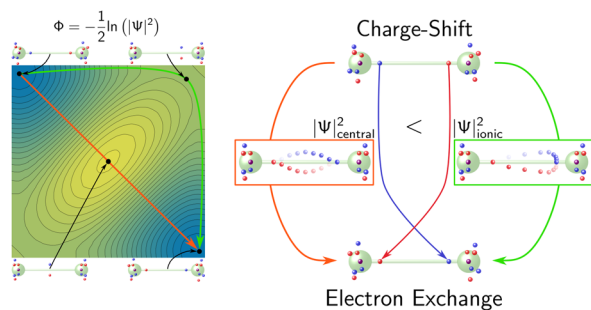 Φ = −1/2 ln (|Ψ|²)
Charge-Shift
|Ψ|²central < |Ψ|²ionic
Electron Exchange